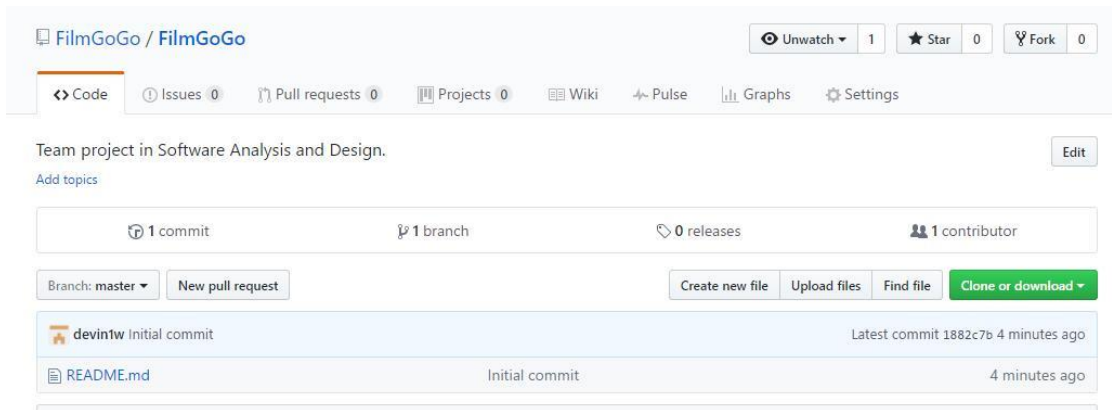 FilmGoGo / FilmGoGo
Unwatch 1 Star 0 Fork 0
Code Issues 0 Pull requests 0 Projects 0 Wiki Pulse Graphs Settings
Team project in Software Analysis and Design.
Edit
Add topics
1 commit 1 branch 0 releases 1 contributor
Branch: master New pull request Create new file Upload files Find file Clone or download
devin1w Initial commit Latest commit 1882c7b 4 minutes ago
README.md Initial commit 4 minutes ago